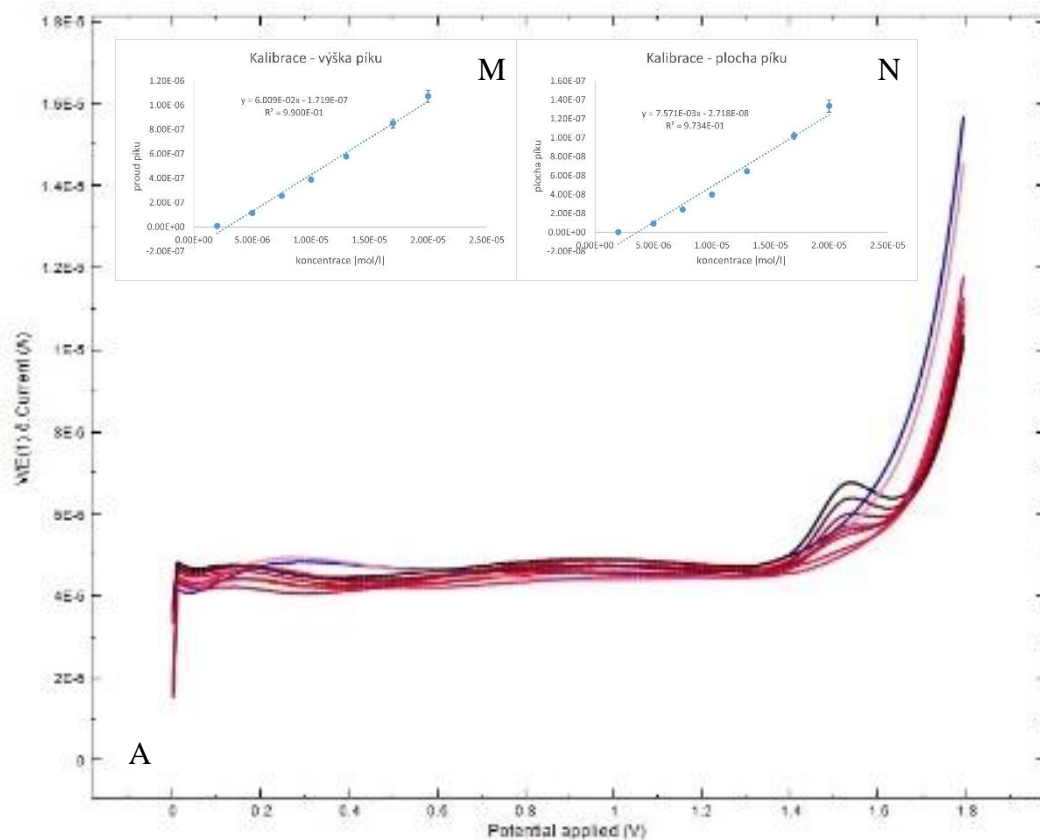 1.8E-5
1.6E-5
1.4E-5
1.2E-5
1E-5
8E-6
6E-6
4E-6
2E-6
0
WE(1).δ.Current (A)
Kalibrace - výška píku
M
y = 6.009E-02x - 1.719E-07
R² = 9.900E-01
1.20E-06
1.00E-06
8.00E-07
6.00E-07
4.00E-07
2.00E-07
0.00E+00
-2.00E-07
proud píku
0.00E+00 5.00E-06 1.00E-05 1.50E-05 2.00E-05 2.50E-05
koncentrace [mol/l]
Kalibrace - plocha píku
N
y = 7.571E-03x - 2.718E-08
R² = 9.734E-01
1.60E-07
1.40E-07
1.20E-07
1.00E-07
8.00E-08
6.00E-08
4.00E-08
2.00E-08
0.00E+00
-2.00E-08
plocha píku
0.00E+00 5.00E-06 1.00E-05 1.50E-05 2.00E-05 2.50E-05
koncentrace [mol/l]
A
0 0.2 0.4 0.6 0.8 1 1.2 1.4 1.6 1.8
Potential applied (V)